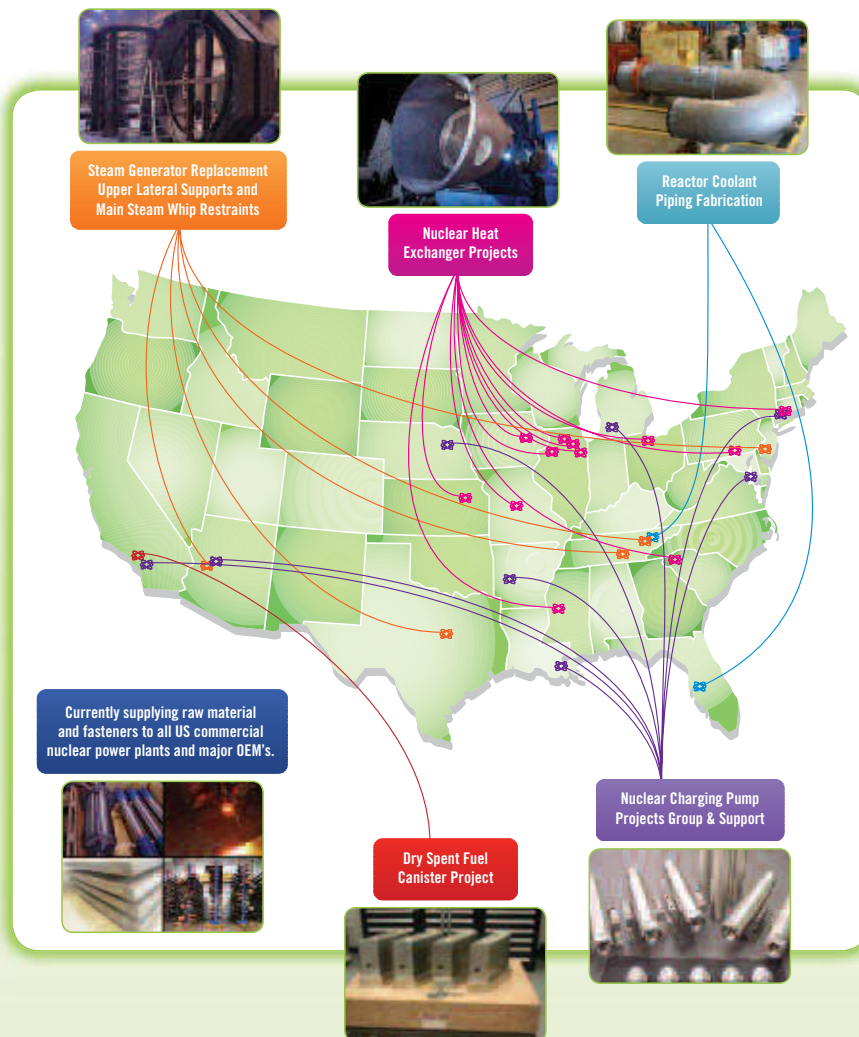 Steam Generator Replacement
Upper Lateral Supports and
Main Steam Whip Restraints
Nuclear Heat
Exchanger Projects
Reactor Coolant
Piping Fabrication
Currently supplying raw material
and fasteners to all US commercial
nuclear power plants and major OEM's.
Nuclear Charging Pump
Projects Group & Support
Dry Spent Fuel
Canister Project